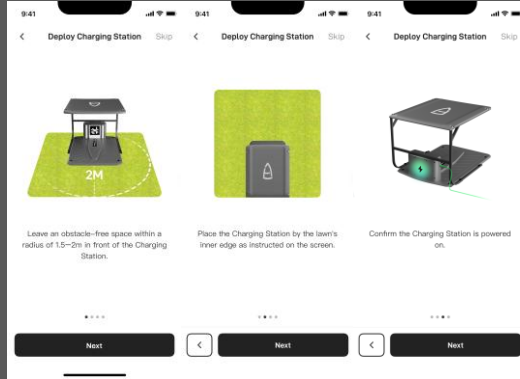 9:41
Deploy Charging Station Skip
2M
Leave an obstacle-free space within a
radius of 1.5–2m in front of the Charging
Station.
Next
9:41
Deploy Charging Station Skip
Place the Charging Station by the lawn's
inner edge as instructed on the screen.
Next
9:41
Deploy Charging Station Skip
Confirm the Charging Station is powered
on.
Next